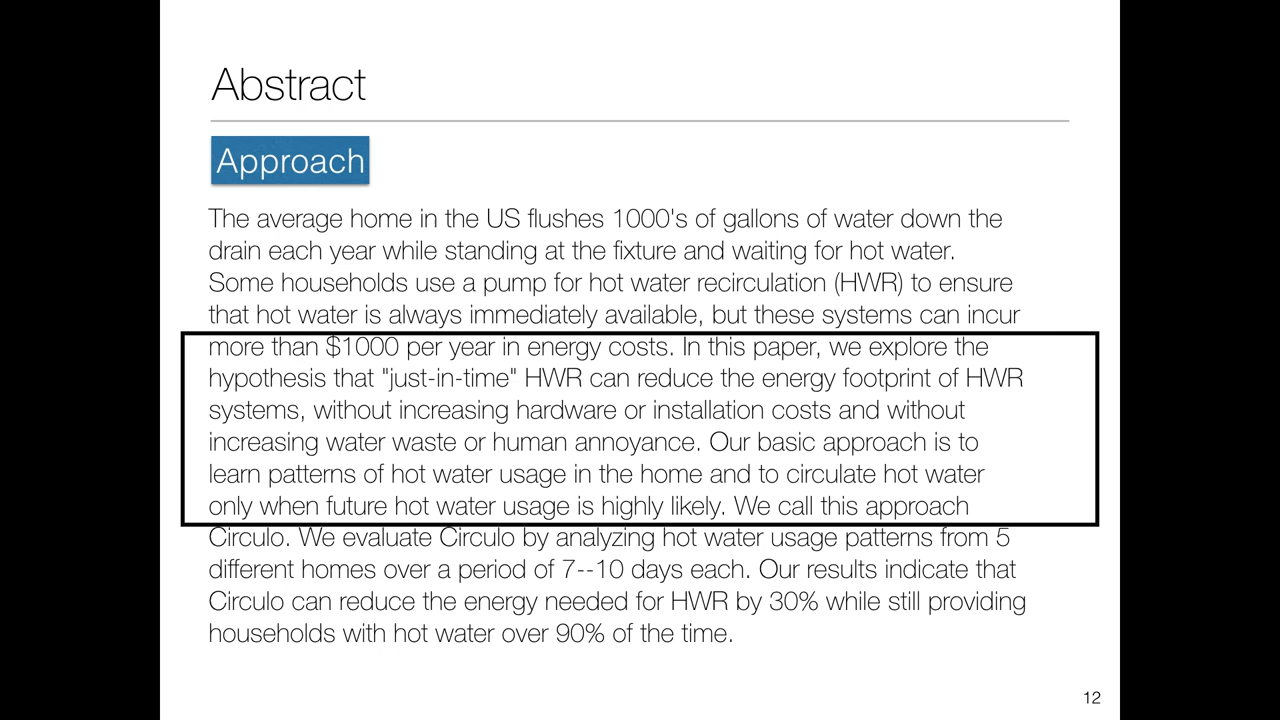 Abstract
Approach
The average home in the US flushes 1000's of gallons of water down the
drain each year while standing at the fixture and waiting for hot water.
Some households use a pump for hot water recirculation (HWR) to ensure
that hot water is always immediately available, but these systems can incur
more than $1000 per year in energy costs. In this paper, we explore the
hypothesis that "just-in-time" HWR can reduce the energy footprint of HWR
systems, without increasing hardware or installation costs and without
increasing water waste or human annoyance. Our basic approach is to
learn patterns of hot water usage in the home and to circulate hot water
only when future hot water usage is highly likely. We call this approach
Circulo. We evaluate Circulo by analyzing hot water usage patterns from 5
different homes over a period of 7--10 days each. Our results indicate that
Circulo can reduce the energy needed for HWR by 30% while still providing
households with hot water over 90% of the time.
12